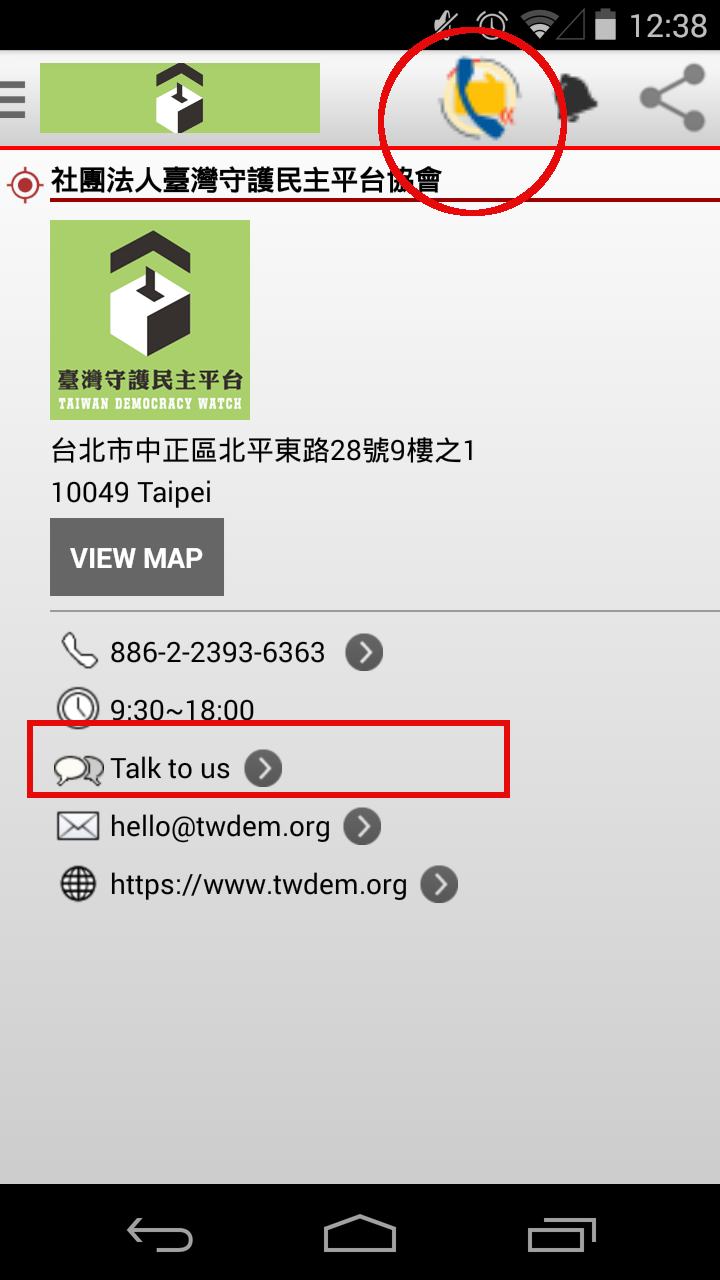 12:38
社團法人臺灣守護民主平台協會
臺灣守護民主平台
TAIWAN DEMOCRACY WATCH
台北市中正區北平東路28號9樓之1
10049 Taipei
VIEW MAP
886-2-2393-6363
9:30~18:00
Talk to us
hello@twdem.org
https://www.twdem.org